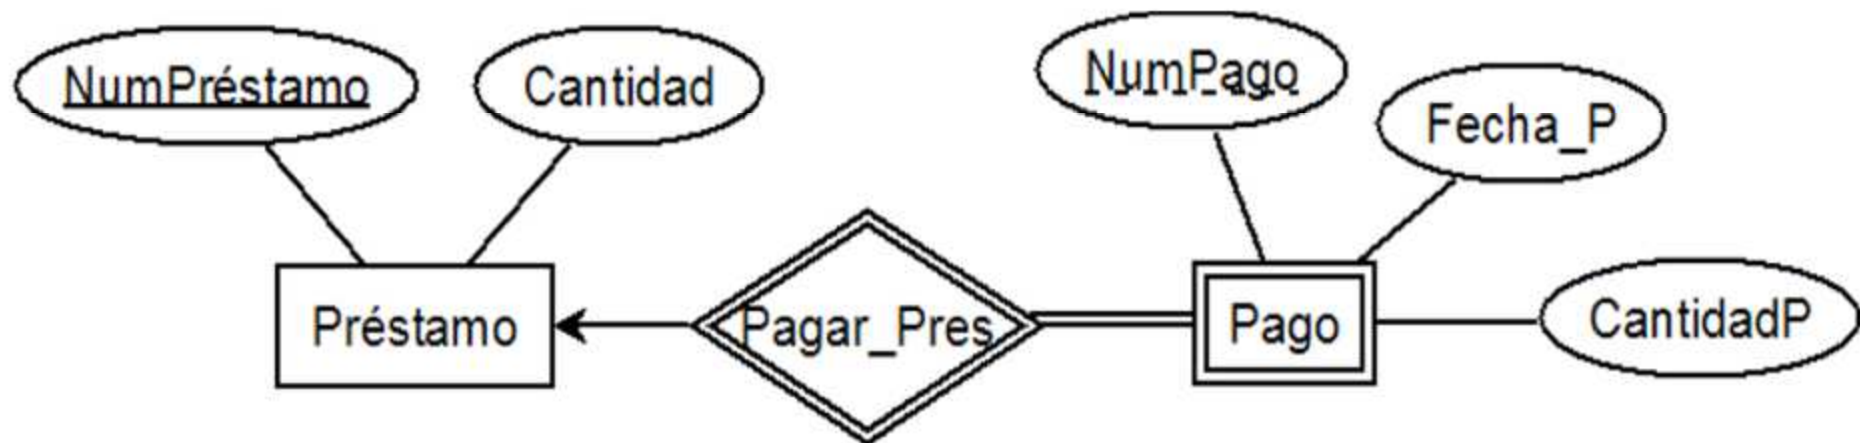 NumPréstamo
Cantidad
NumPago
Fecha_P
Préstamo
Pagar_Pres
Pago
CantidadP